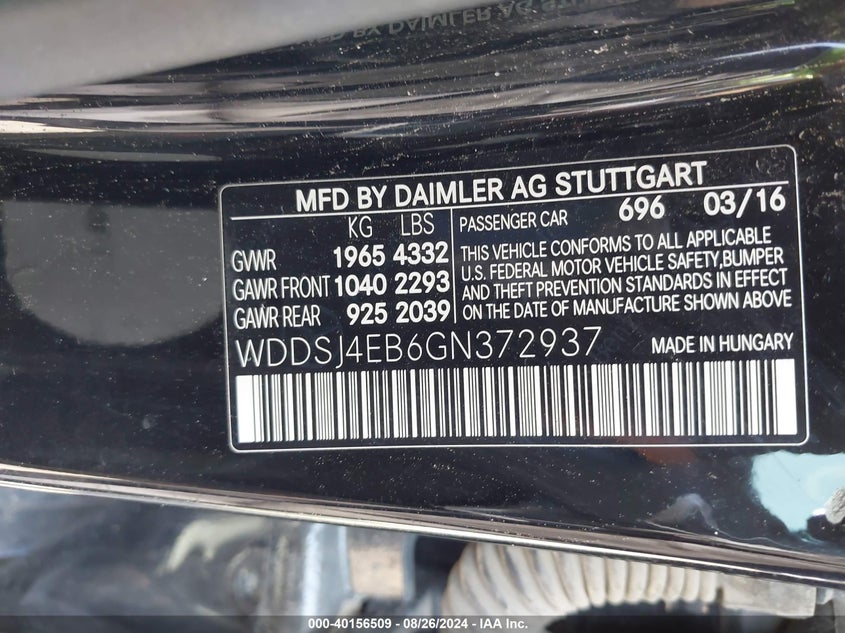 MFD BY DAIMLER AG STUTTGART
KG LBS
GVWR 1965 4332
GAWR FRONT 1040 2293
GAWR REAR 925 2039
PASSENGER CAR 696 03/16
THIS VEHICLE CONFORMS TO ALL APPLICABLE
U.S. FEDERAL MOTOR VEHICLE SAFETY,BUMPER
AND THEFT PREVENTION STANDARDS IN EFFECT
ON THE DATE OF MANUFACTURE SHOWN ABOVE
WDDSJ4EB6GN372937 MADE IN HUNGARY
000-40156509 - 08/26/2024 - IAA Inc.